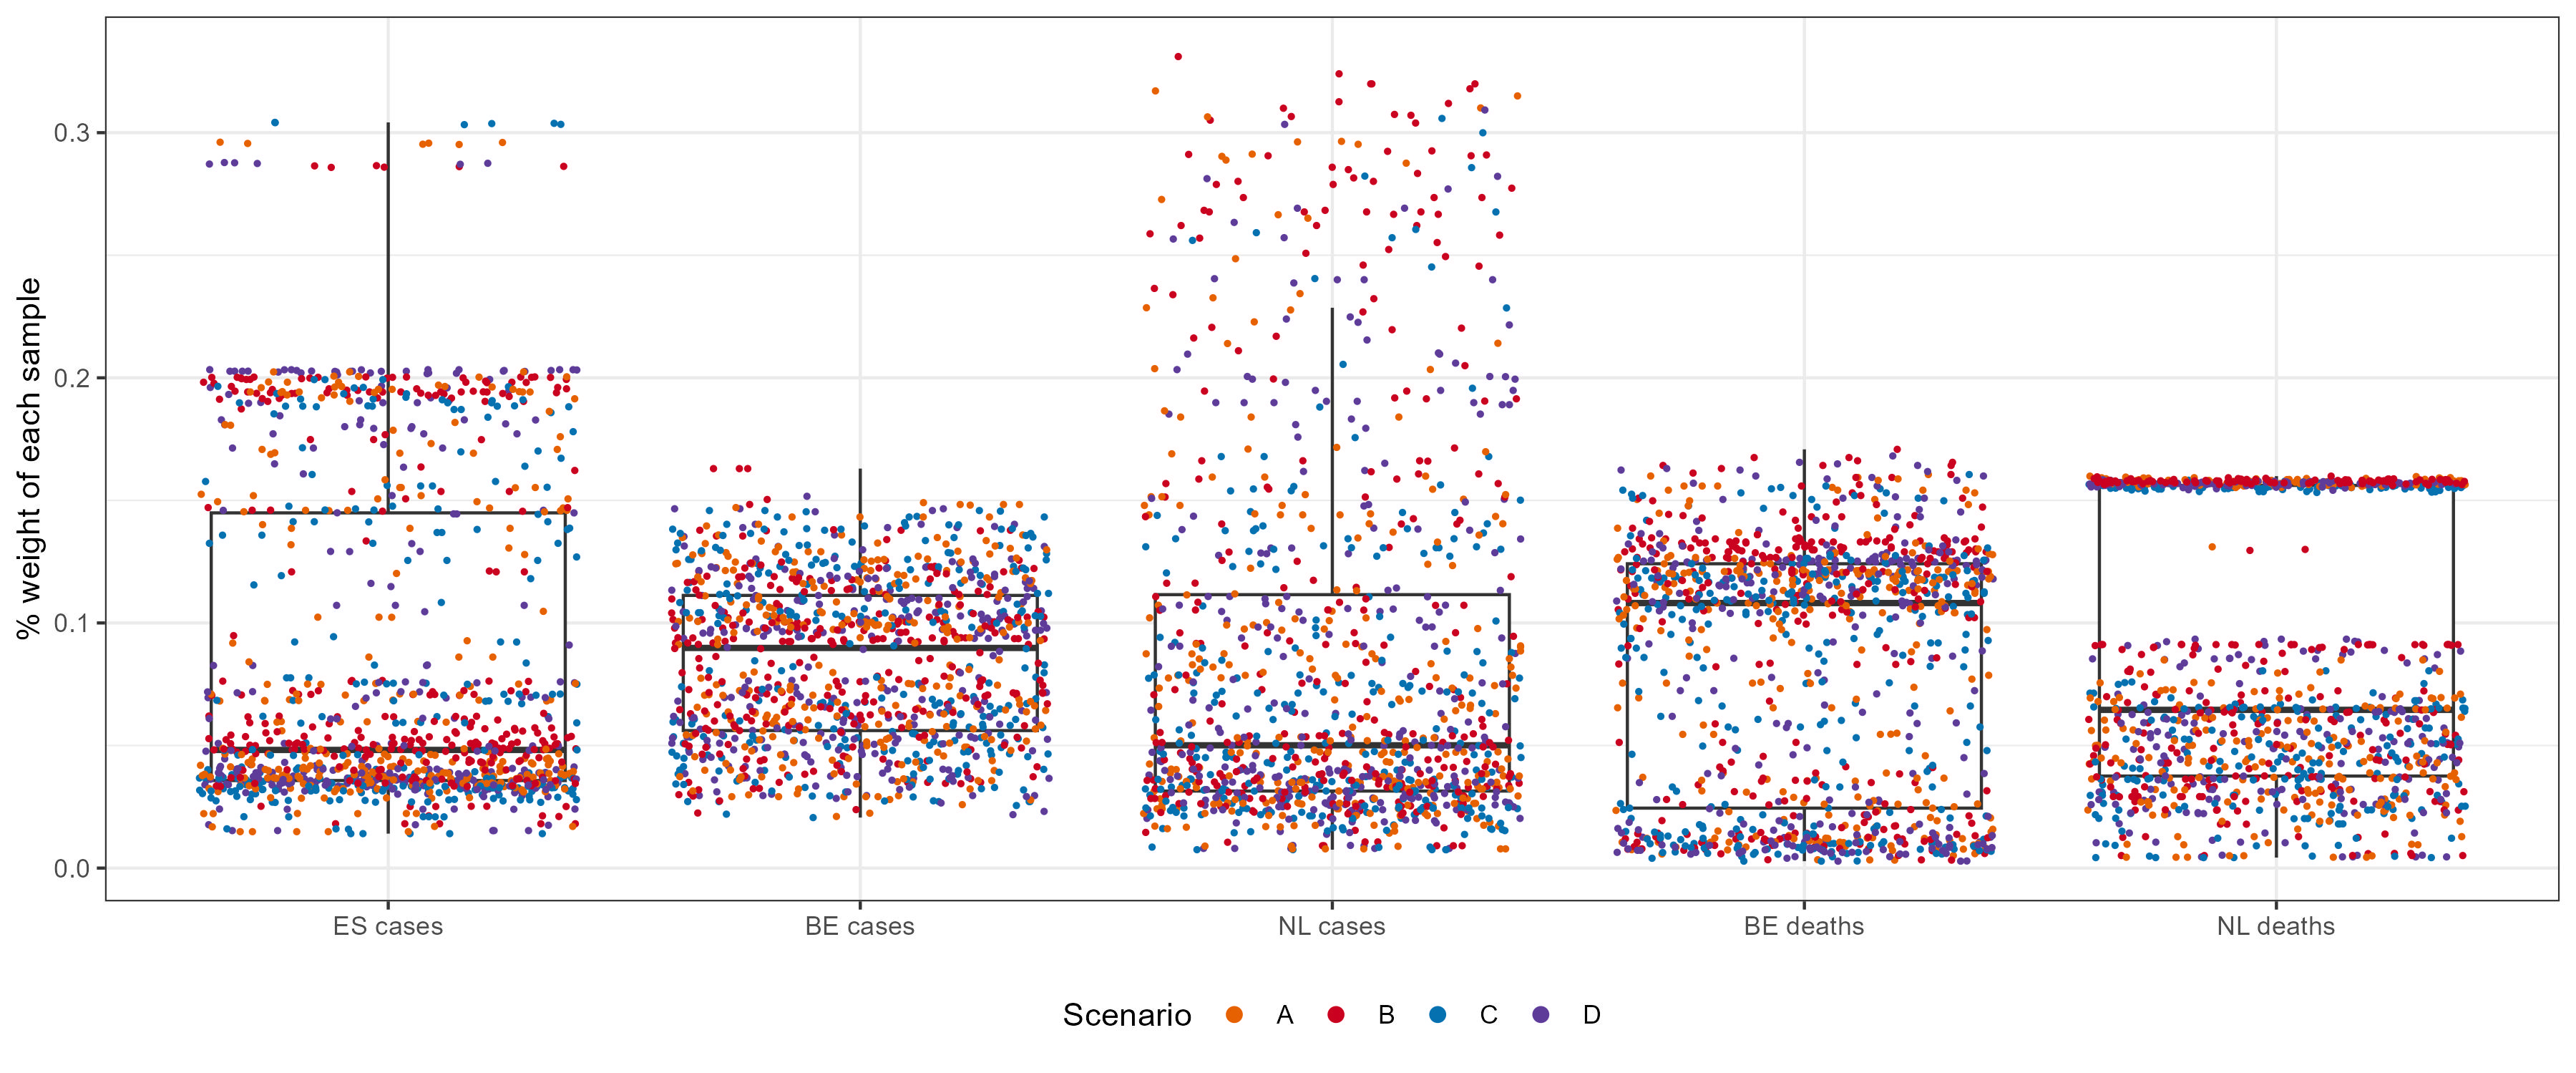 % weight of each sample
0.3
0.2
0.1
0.0
ES cases BE cases NL cases BE deaths NL deaths
Scenario A B C D